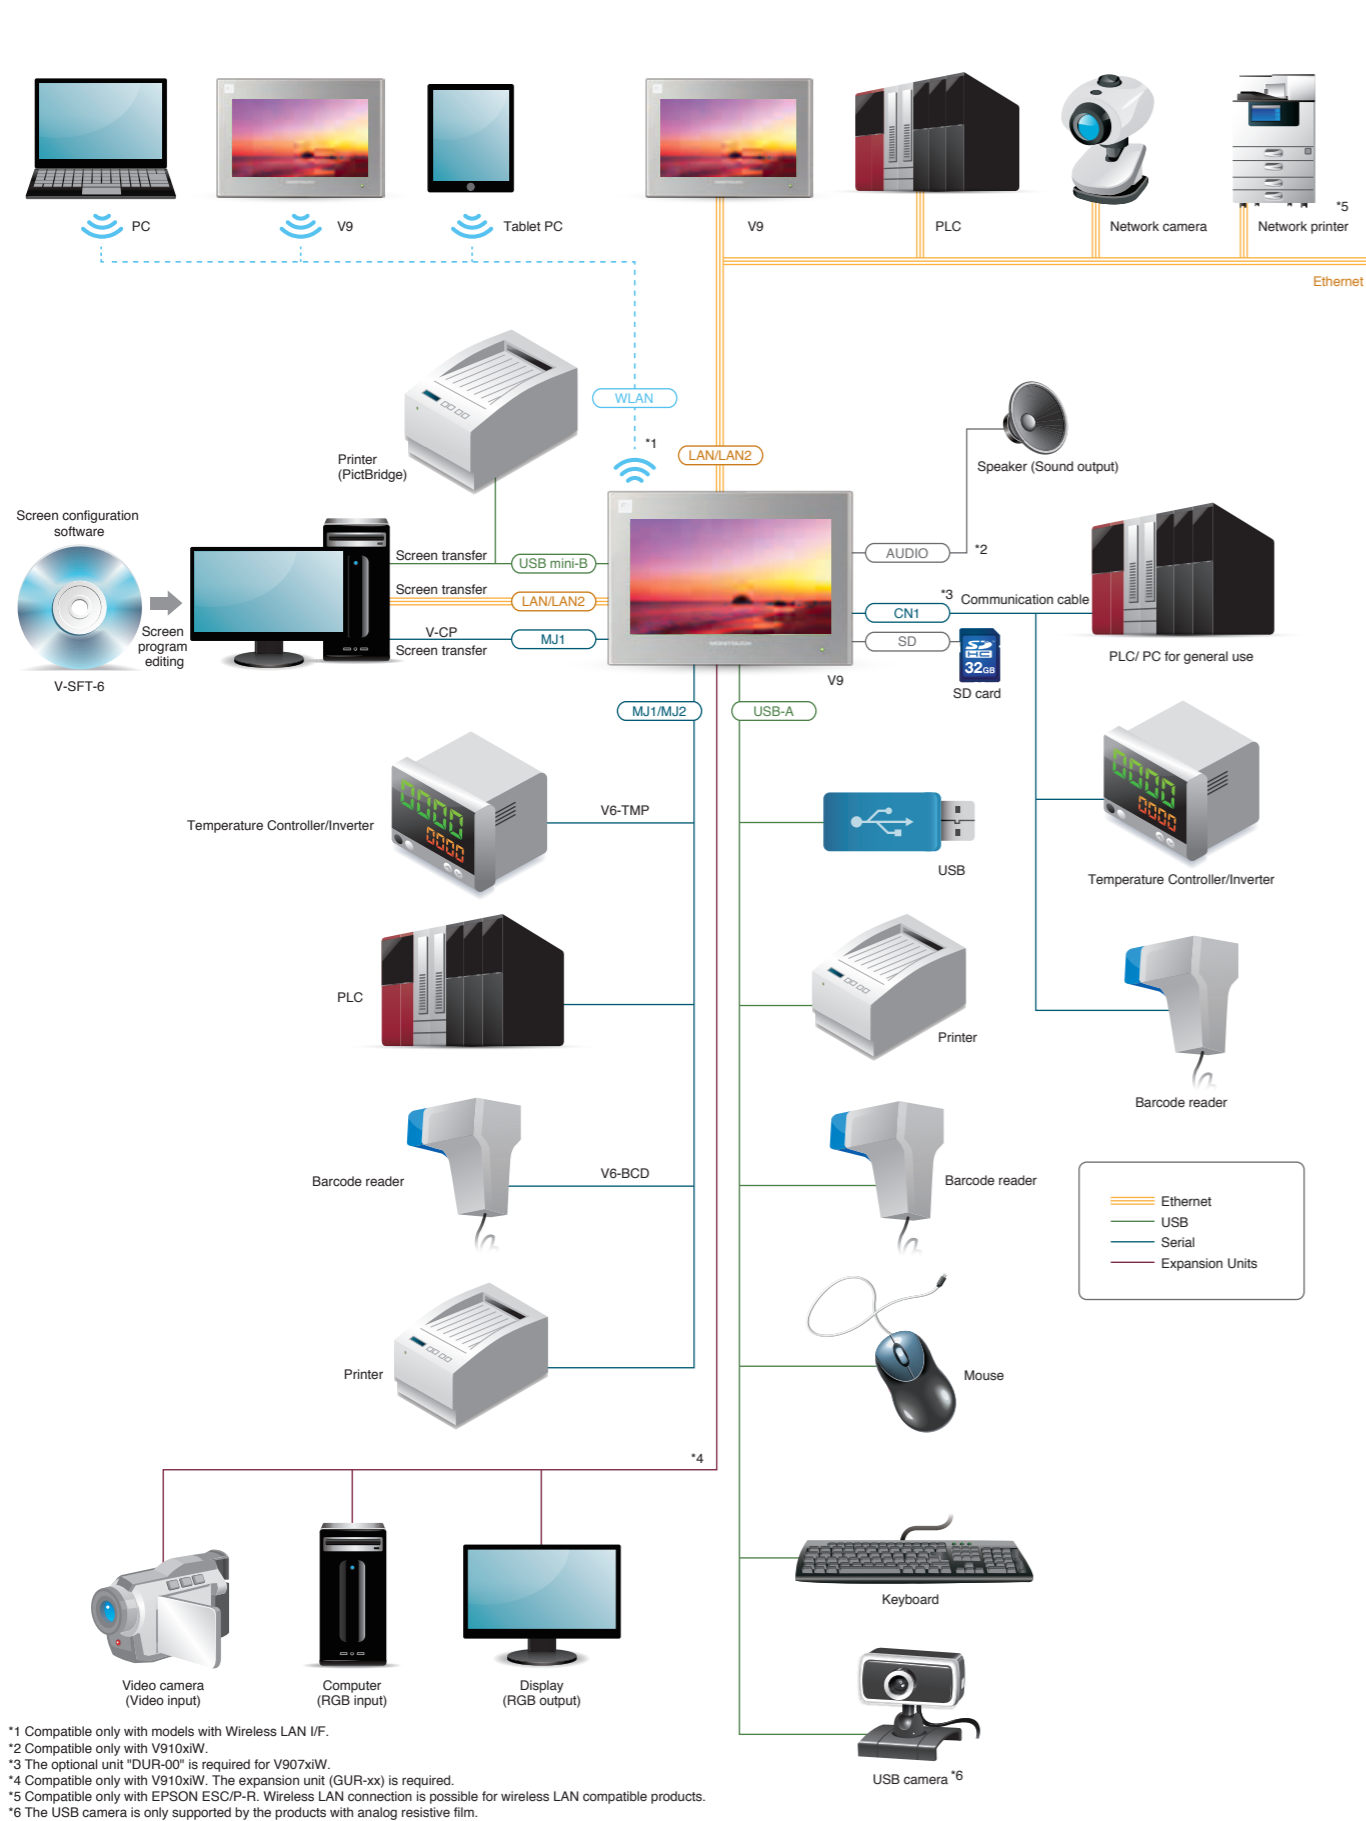 PC
V9
Tablet PC
V9
PLC
Network camera
*5
Network printer
Ethernet
WLAN
*1
LAN/LAN2
Printer
(PictBridge)
Speaker (Sound output)
Screen configuration
software
Screen
program
editing
V-SFT-6
Screen transfer
USB mini-B
Screen transfer
LAN/LAN2
V-CP
Screen transfer
MJ1
AUDIO
*2
CN1
*3
Communication cable
SD
SD
HC
32GB
SD card
V9
PLC/ PC for general use
MJ1/MJ2
USB-A
Temperature Controller/Inverter
V6-TMP
USB
Temperature Controller/Inverter
PLC
Printer
Barcode reader
Barcode reader
V6-BCD
Barcode reader
Ethernet
USB
Serial
Expansion Units
Printer
Mouse
*4
Keyboard
Video camera
(Video input)
Computer
(RGB input)
Display
(RGB output)
USB camera *6
*1 Compatible only with models with Wireless LAN I/F.
*2 Compatible only with V910xiW.
*3 The optional unit "DUR-00" is required for V907xiW.
*4 Compatible only with V910xiW. The expansion unit (GUR-xx) is required.
*5 Compatible only with EPSON ESC/P-R. Wireless LAN connection is possible for wireless LAN compatible products.
*6 The USB camera is only supported by the products with analog resistive film.